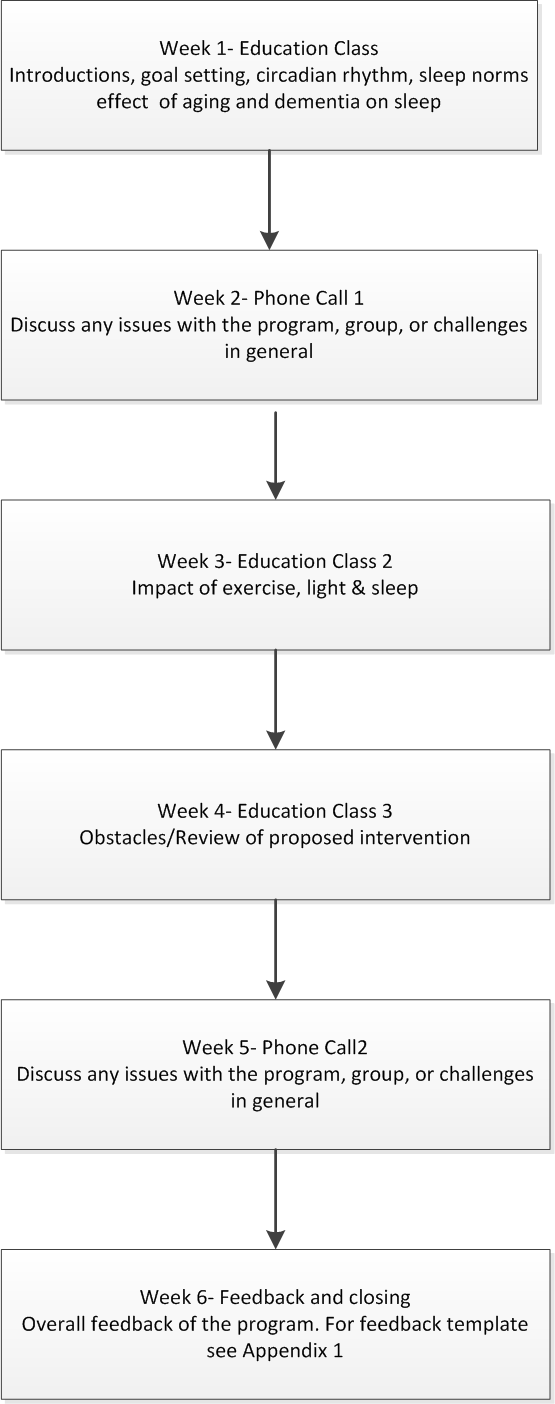 Week 1- Education Class
Introductions, goal setting, circadian rhythm, sleep norms
effect  of aging and dementia on sleep
Week 2- Phone Call 1
Discuss any issues with the program, group, or challenges
in general
Week 3- Education Class 2
Impact of exercise, light & sleep
Week 4- Education Class 3
Obstacles/Review of proposed intervention
Week 5- Phone Call2
Discuss any issues with the program, group, or challenges
in general
Week 6- Feedback and closing
Overall feedback of the program. For feedback template
see Appendix 1